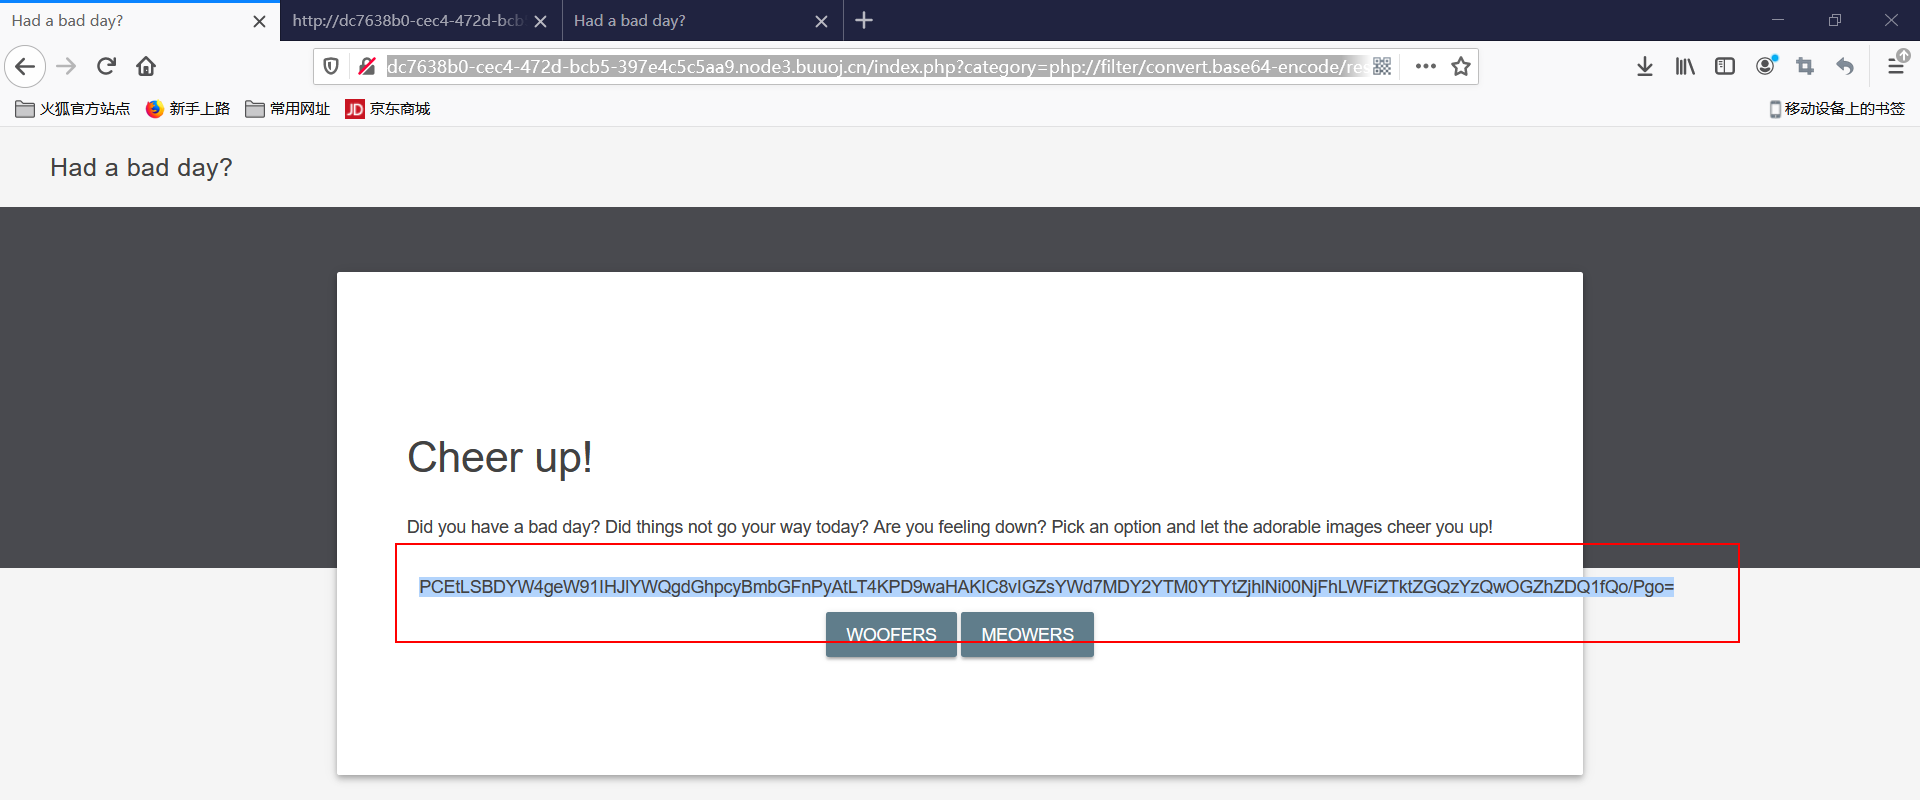 Had a bad day?
http://dc7638b0-cec4-472d-bcb
Had a bad day?
dc7638b0-cec4-472d-bcb5-397e4c5c5aa9.node3.buuoj.cn/index.php?category=php://filter/convert.base64-encode/res
火狐官方站点
新手上路
常用网址
JD 京东商城
移动设备上的书签
Had a bad day?
Cheer up!
Did you have a bad day? Did things not go your way today? Are you feeling down? Pick an option and let the adorable images cheer you up!
PCEtLSBDYW4geW91IHJlYWQgdGhpcyBmbGFnPyAtLT4KPD9waHAKIC8vIGZsYWd7MDY2YTM0YTYtZjhlNi00NjFhLWFiZTktZGQzYzQwOGZhZDQ1fQo/Pgo=
WOOFERS
MEOWERS